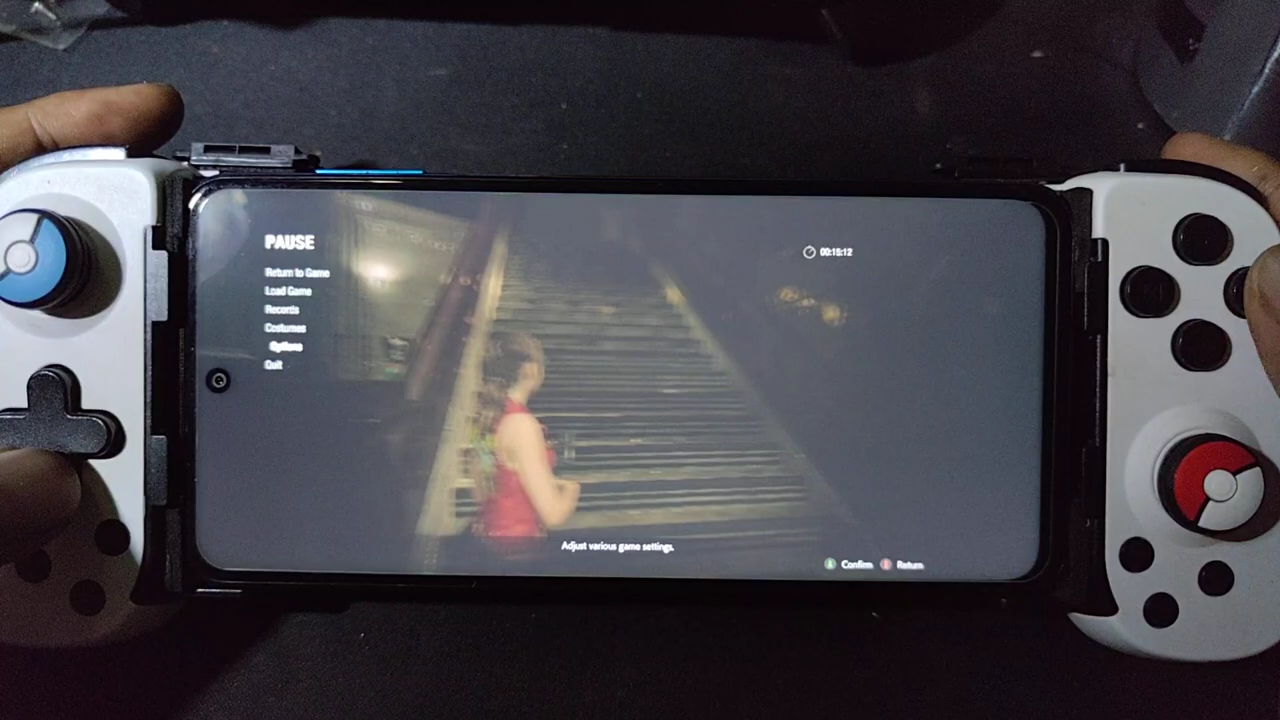 PAUSE
00:15:12
Return to Game
Load Game
Records
Costumes
Options
Quit
Adjust various game settings.
Confirm Return